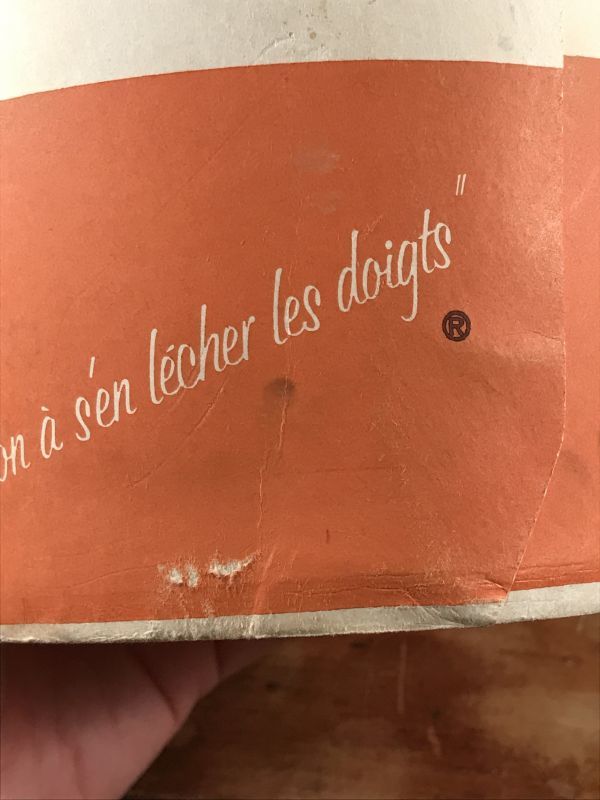 on à s'en lécher les doigts"
®